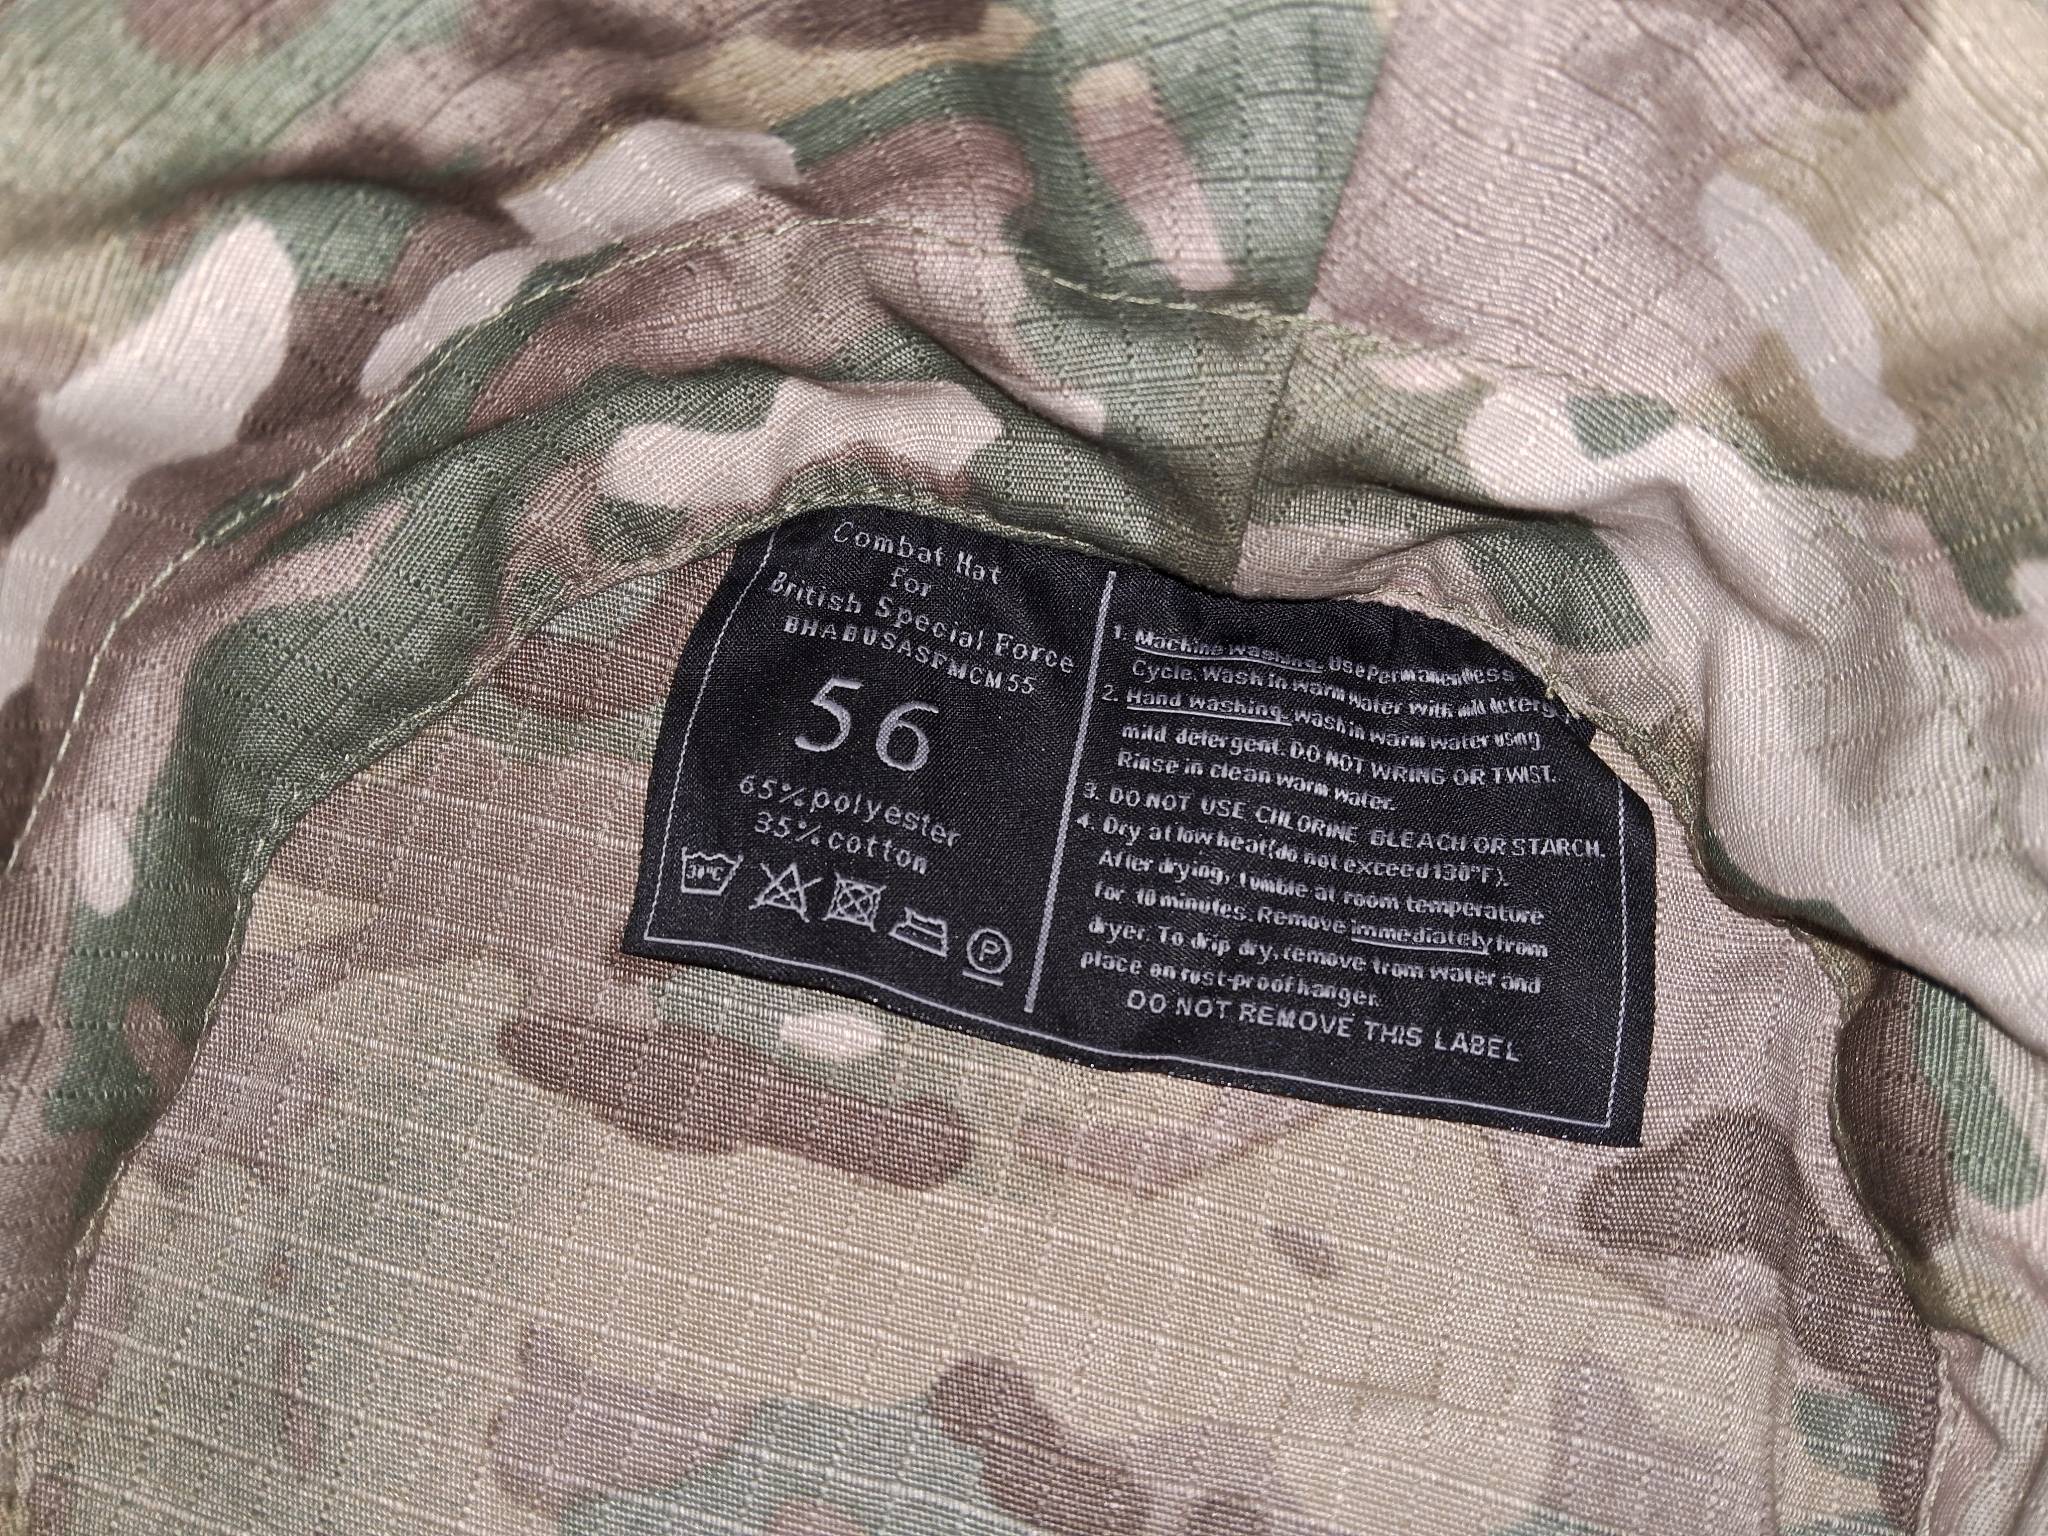 Combat Hat
for
British Special Force
BHABUSASFMCM55
56
65%polyester
35%cotton
30°C
P
1. Machine washing. Use Permanent Press
Cycle. wash in warm water with mild
2. Hand washing. wash in warm water using
mild detergent. DO NOT WRING OR TWIST.
Rinse in clean warm water.
3. DO NOT USE CHLORINE BLEACH OR STARCH.
4. Dry at low heat(do not exceed 130°F).
After drying, tumble at room temperature
for 10 minutes. Remove immediately from
dryer. To drip dry, remove from water and
place on rust-proof hanger.
DO NOT REMOVE THIS LABEL